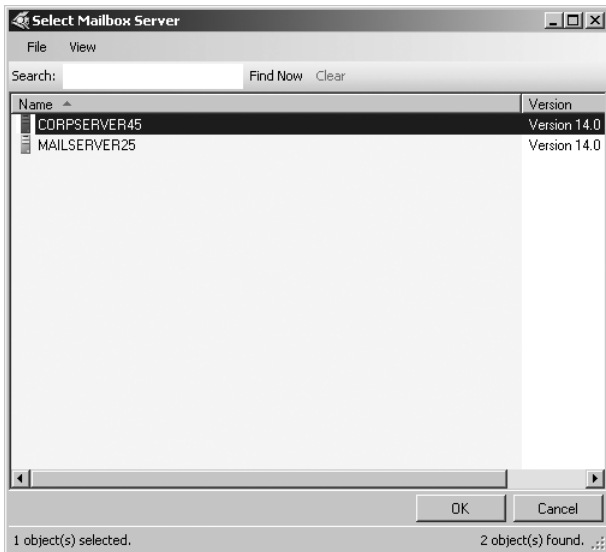 Select Mailbox Server
File View
Search: Find Now Clear
Name Version
CORPSERVER45 Version 14.0
MAILSERVER25 Version 14.0
OK Cancel
1 object(s) selected. 2 object(s) found.